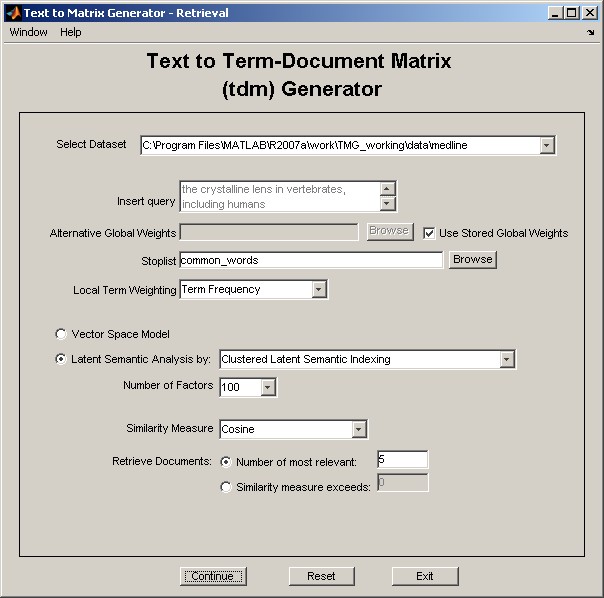 Text to Matrix Generator - Retrieval
Window Help
Text to Term-Document Matrix
(tdm) Generator
Select Dataset C:\Program Files\MATLAB\R2007a\work\TMG_working\data\medline
Insert query the crystalline lens in vertebrates,
including humans
Alternative Global Weights Browse Use Stored Global Weights
Stoplist common_words Browse
Local Term Weighting Term Frequency
Vector Space Model
Latent Semantic Analysis by: Clustered Latent Semantic Indexing
Number of Factors 100
Similarity Measure Cosine
Retrieve Documents: Number of most relevant: 5
Similarity measure exceeds: 0
Continue Reset Exit